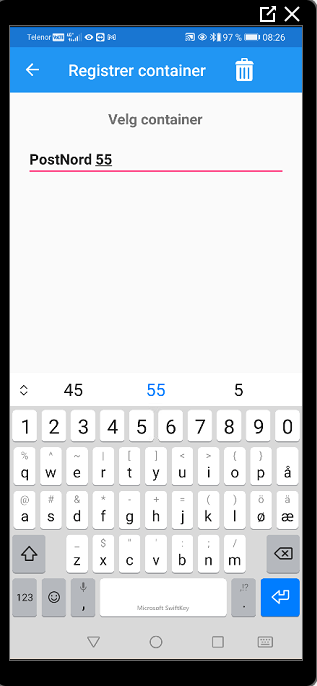 Telenor 97 % 08:26
Registrer container
Velg container
PostNord 55
45 55 5
1 2 3 4 5 6 7 8 9 0
% ^ ~ | [ ] < > { }
q w e r t y u i o p å
@ # & * - + = ( ) ö ä
a s d f g h j k l ø æ
_ $ " ' : ; /
z x c v b n m
123 , Microsoft SwiftKey ,!? .